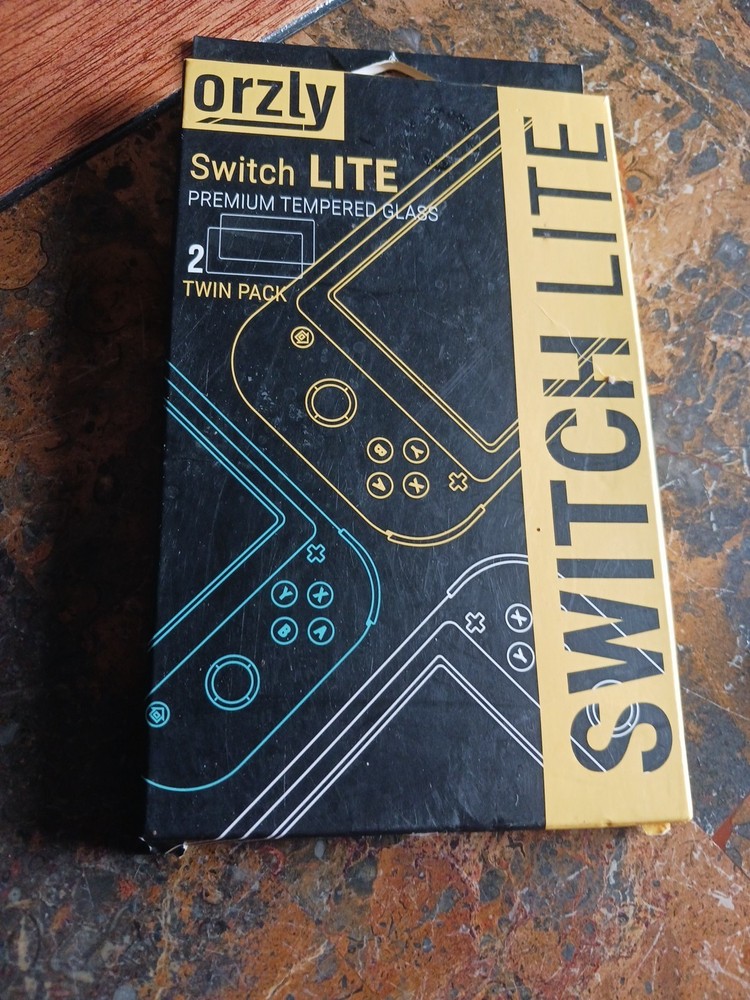 orzly
Switch LITE
PREMIUM TEMPERED GLASS
2
TWIN PACK
SWITCH LITE
B Y
A X
Y X
B A
X
Y